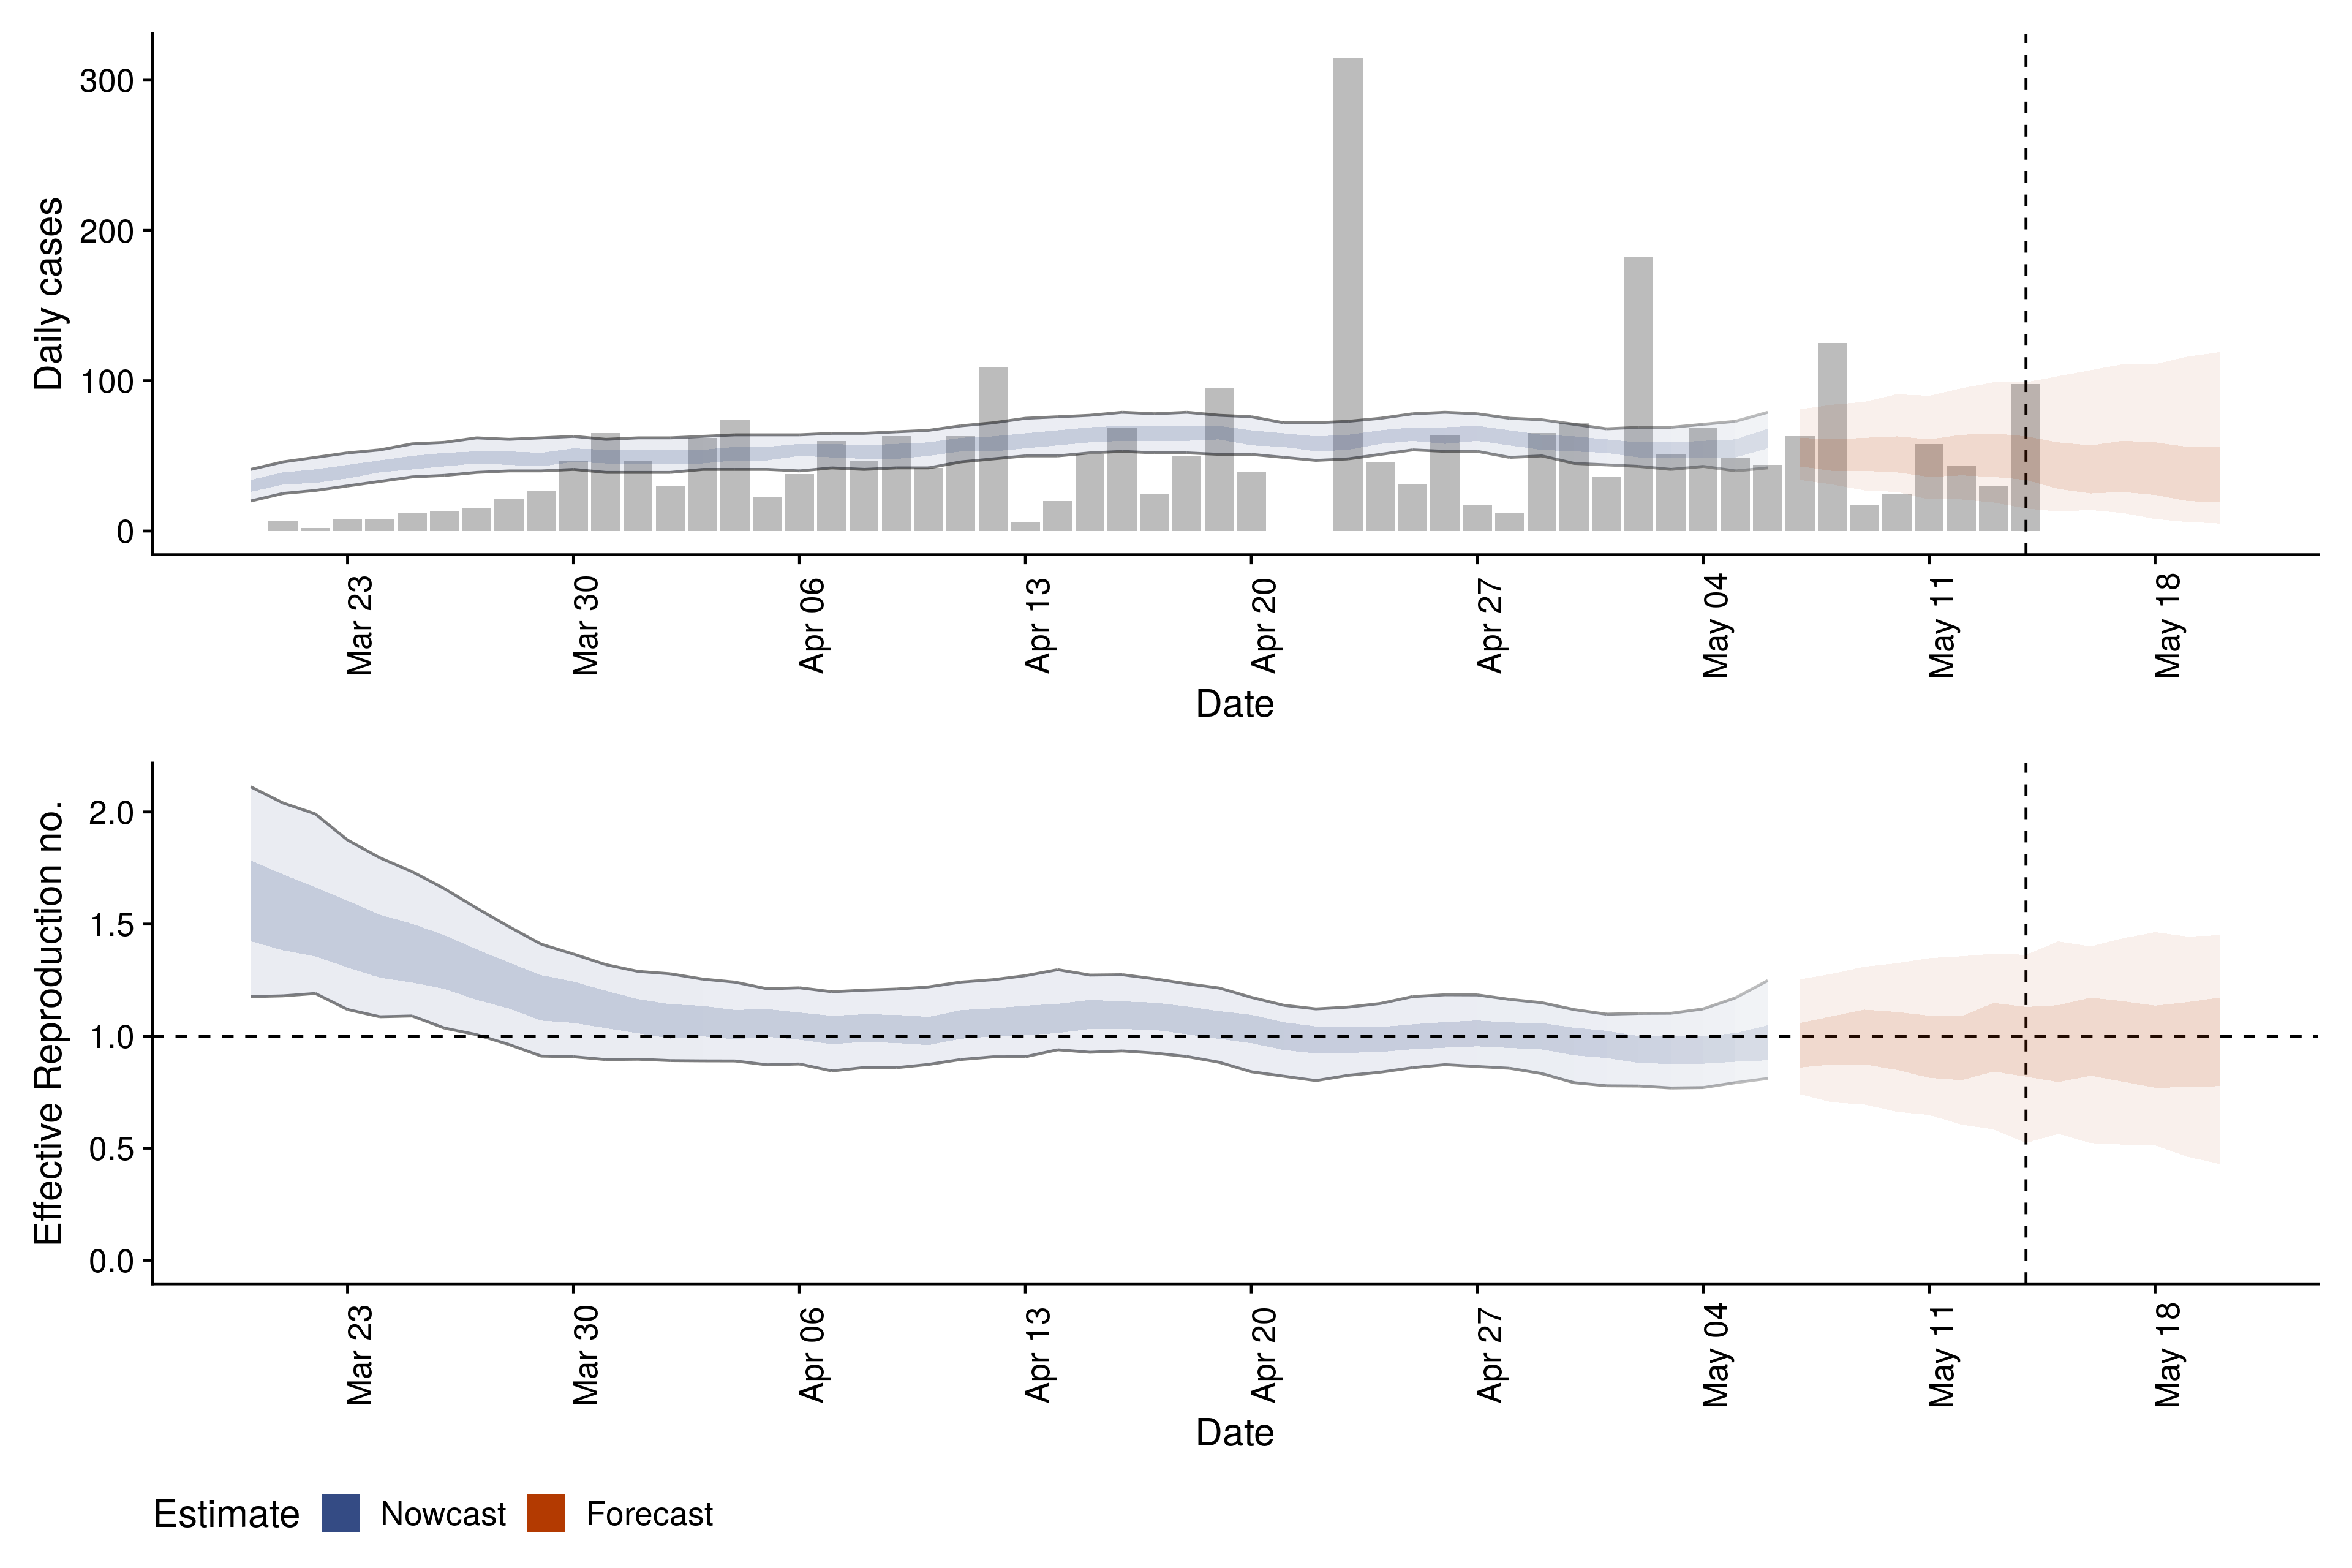 Daily cases
300
200
100
0
Mar 23
Mar 30
Apr 06
Apr 13
Apr 20
Apr 27
May 04
May 11
May 18
Date
Effective Reproduction no.
2.0
1.5
1.0
0.5
0.0
Mar 23
Mar 30
Apr 06
Apr 13
Apr 20
Apr 27
May 04
May 11
May 18
Date
Estimate Nowcast Forecast